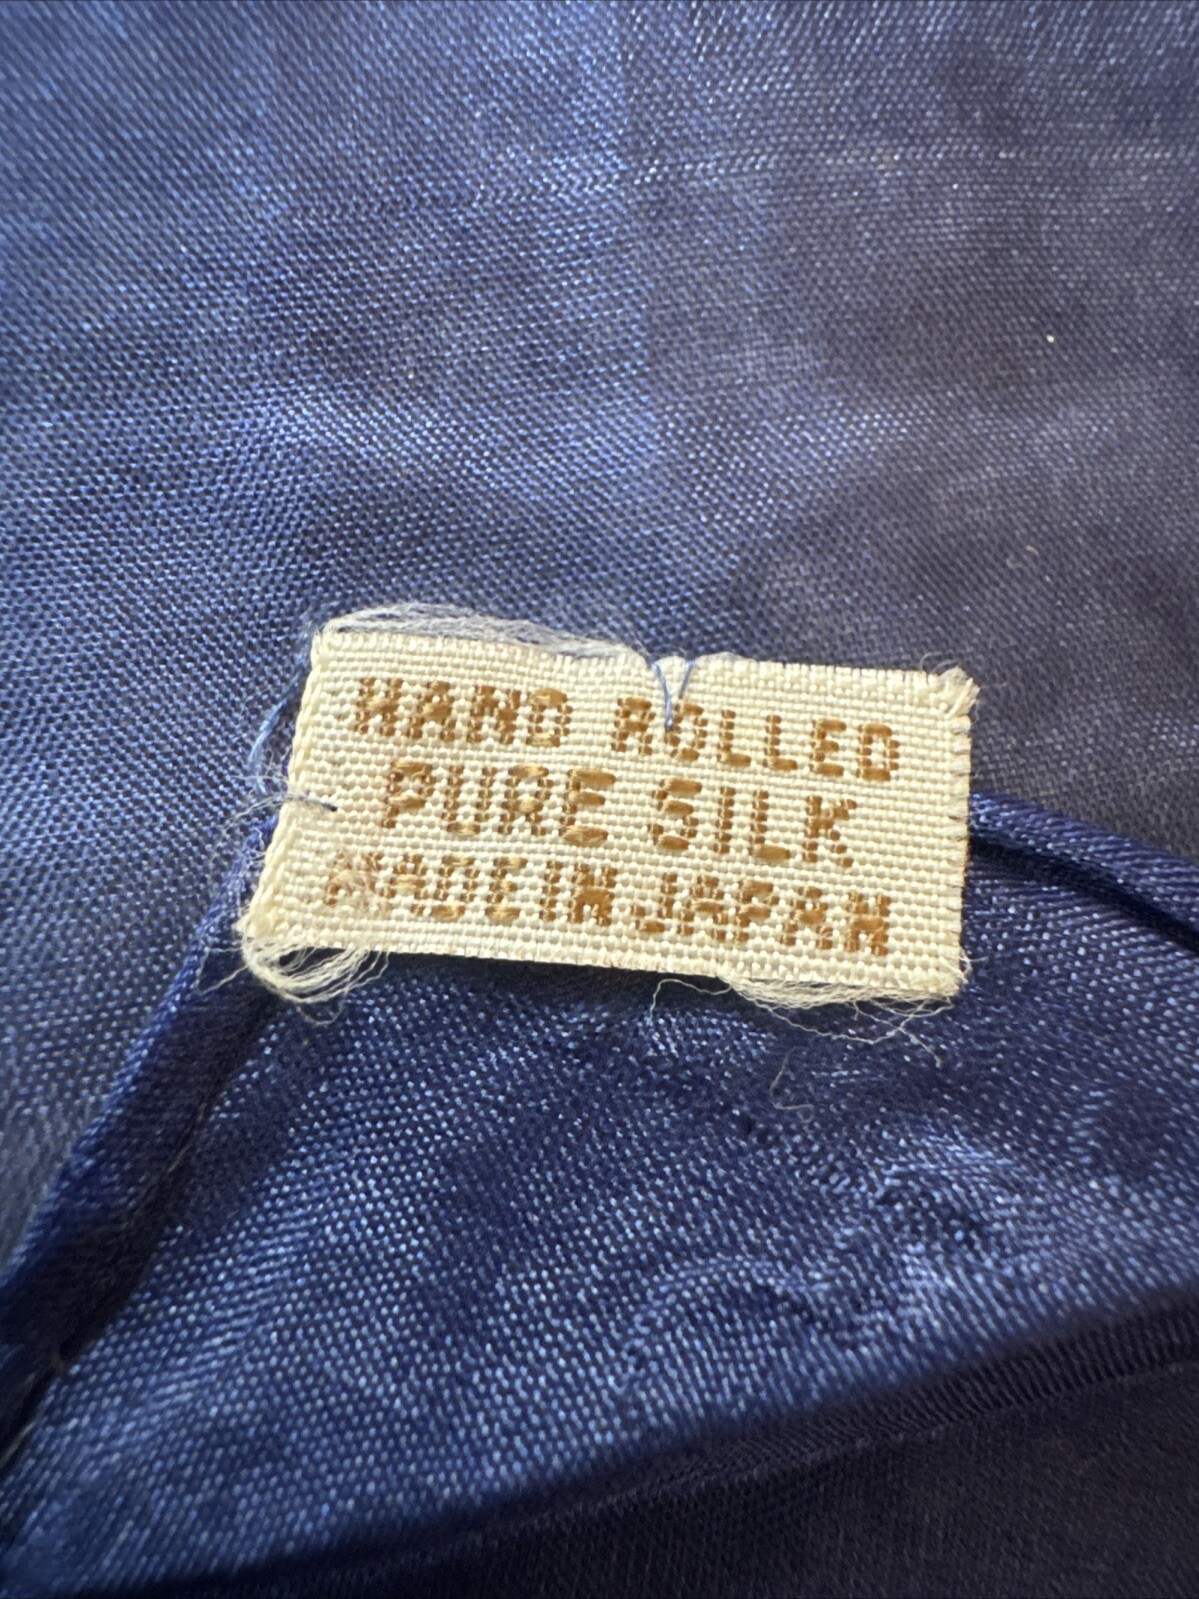 HAND ROLLED
PURE SILK
MADE IN JAPAN